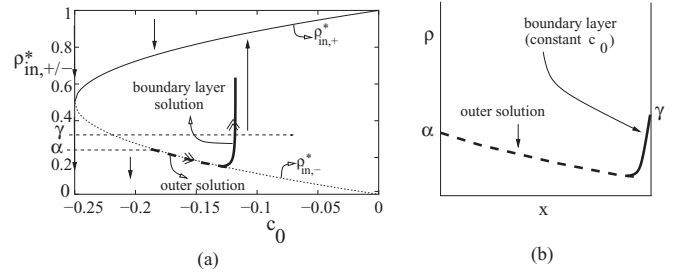 1
0.8
ρ*in,+/−
0.6
0.4
γ
α
0.2
0
−0.25
−0.2
−0.15
−0.1
−0.05
0
c0
ρ*in,+
boundary layer
solution
ρ*in,−
outer solution
(a)
ρ
boundary layer
(constant c0)
outer solution
γ
α
x
(b)